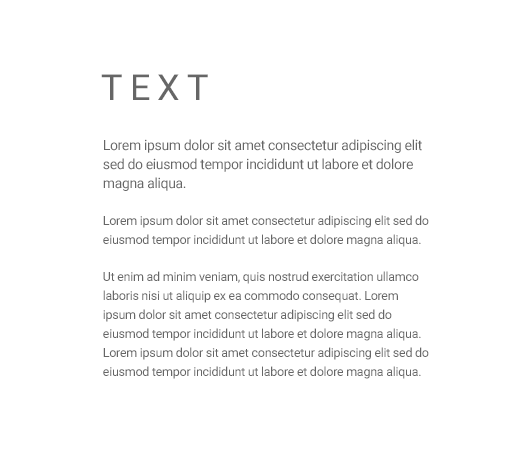 TEXT
Lorem ipsum dolor sit amet consectetur adipiscing elit
sed do eiusmod tempor incididunt ut labore et dolore
magna aliqua.
Lorem ipsum dolor sit amet consectetur adipiscing elit sed do
eiusmod tempor incididunt ut labore et dolore magna aliqua.
Ut enim ad minim veniam, quis nostrud exercitation ullamco
laboris nisi ut aliquip ex ea commodo consequat. Lorem
ipsum dolor sit amet consectetur adipiscing elit sed do
eiusmod tempor incididunt ut labore et dolore magna aliqua.
Lorem ipsum dolor sit amet consectetur adipiscing elit sed do
eiusmod tempor incididunt ut labore et dolore magna aliqua.